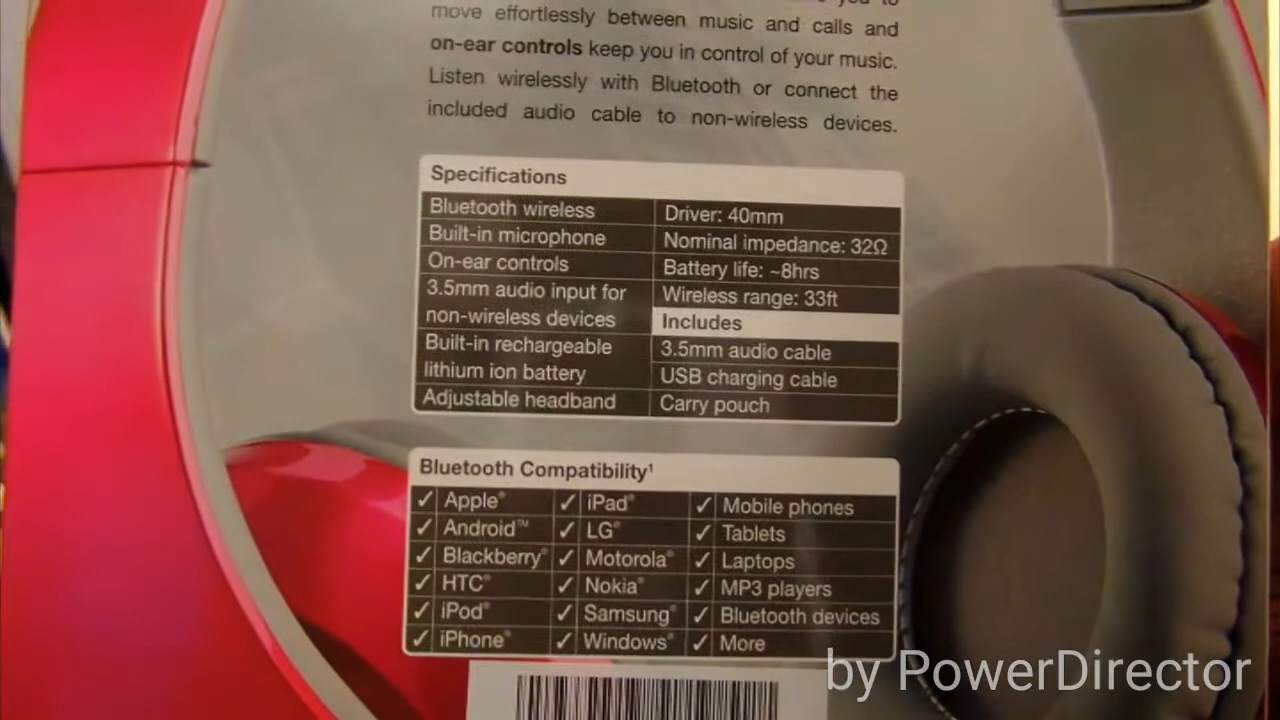 you to
move effortlessly between music and calls and
on-ear controls keep you in control of your music.
Listen wirelessly with Bluetooth or connect the
included audio cable to non-wireless devices.
Specifications
Bluetooth wireless
Built-in microphone
On-ear controls
3.5mm audio input for
non-wireless devices
Built-in rechargeable
lithium ion battery
Adjustable headband
Driver: 40mm
Nominal impedance: 32Ω
Battery life: ~8hrs
Wireless range: 33ft
Includes
3.5mm audio cable
USB charging cable
Carry pouch
Bluetooth Compatibility¹
✓ Apple® ✓ iPad® ✓ Mobile phones
✓ Android™ ✓ LG® ✓ Tablets
✓ Blackberry® ✓ Motorola® ✓ Laptops
✓ HTC® ✓ Nokia® ✓ MP3 players
✓ iPod® ✓ Samsung® ✓ Bluetooth devices
✓ iPhone® ✓ Windows® ✓ More
by PowerDirector